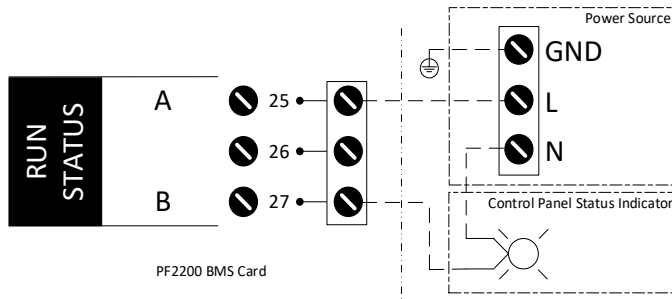 Power Source
GND
A
25
L
RUN
STATUS
26
N
B
27
Control Panel Status Indicator
PF2200 BMS Card